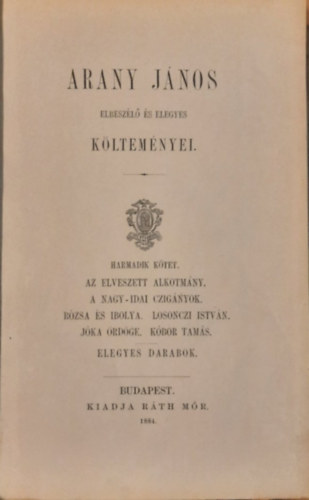 ARANY JÁNOS
ELBESZÉLŐ ÉS ELEGYES
KÖLTEMÉNYEI.
HARMADIK KÖTET.
AZ ELVESZETT ALKOTMÁNY.
A NAGY-IDAI CZIGÁNYOK.
RÓZSA ÉS IBOLYA. LOSONCZI ISTVÁN.
JÓKA ÖRDÖGE. KÓBOR TAMÁS.
ELEGYES DARABOK.
BUDAPEST.
KIADJA RÁTH MÓR.
1884.